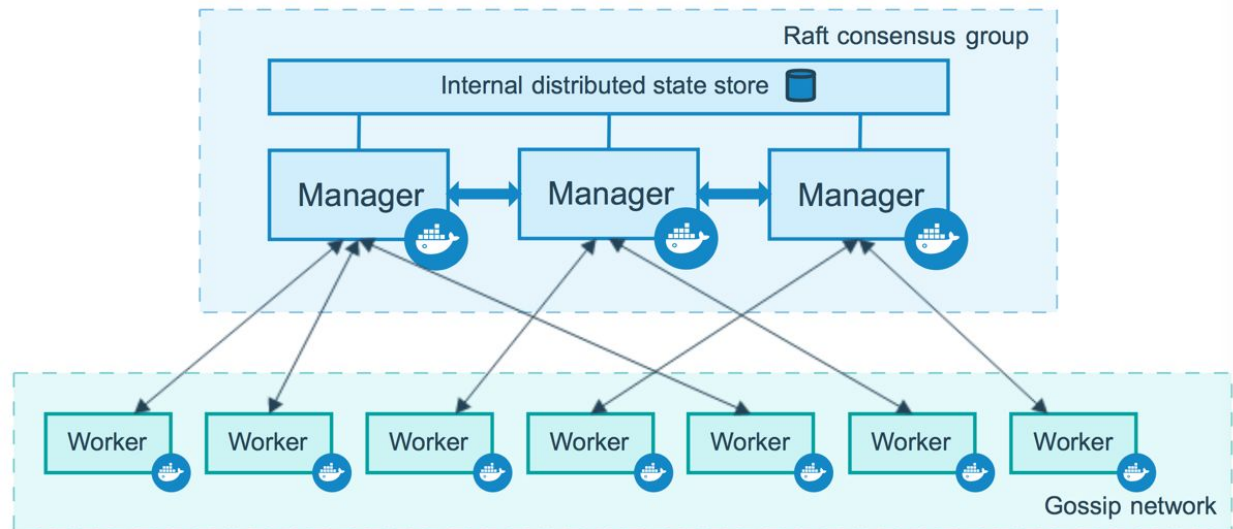 Raft consensus group
Internal distributed state store
Manager
Manager
Manager
Worker
Worker
Worker
Worker
Worker
Worker
Worker
Gossip network